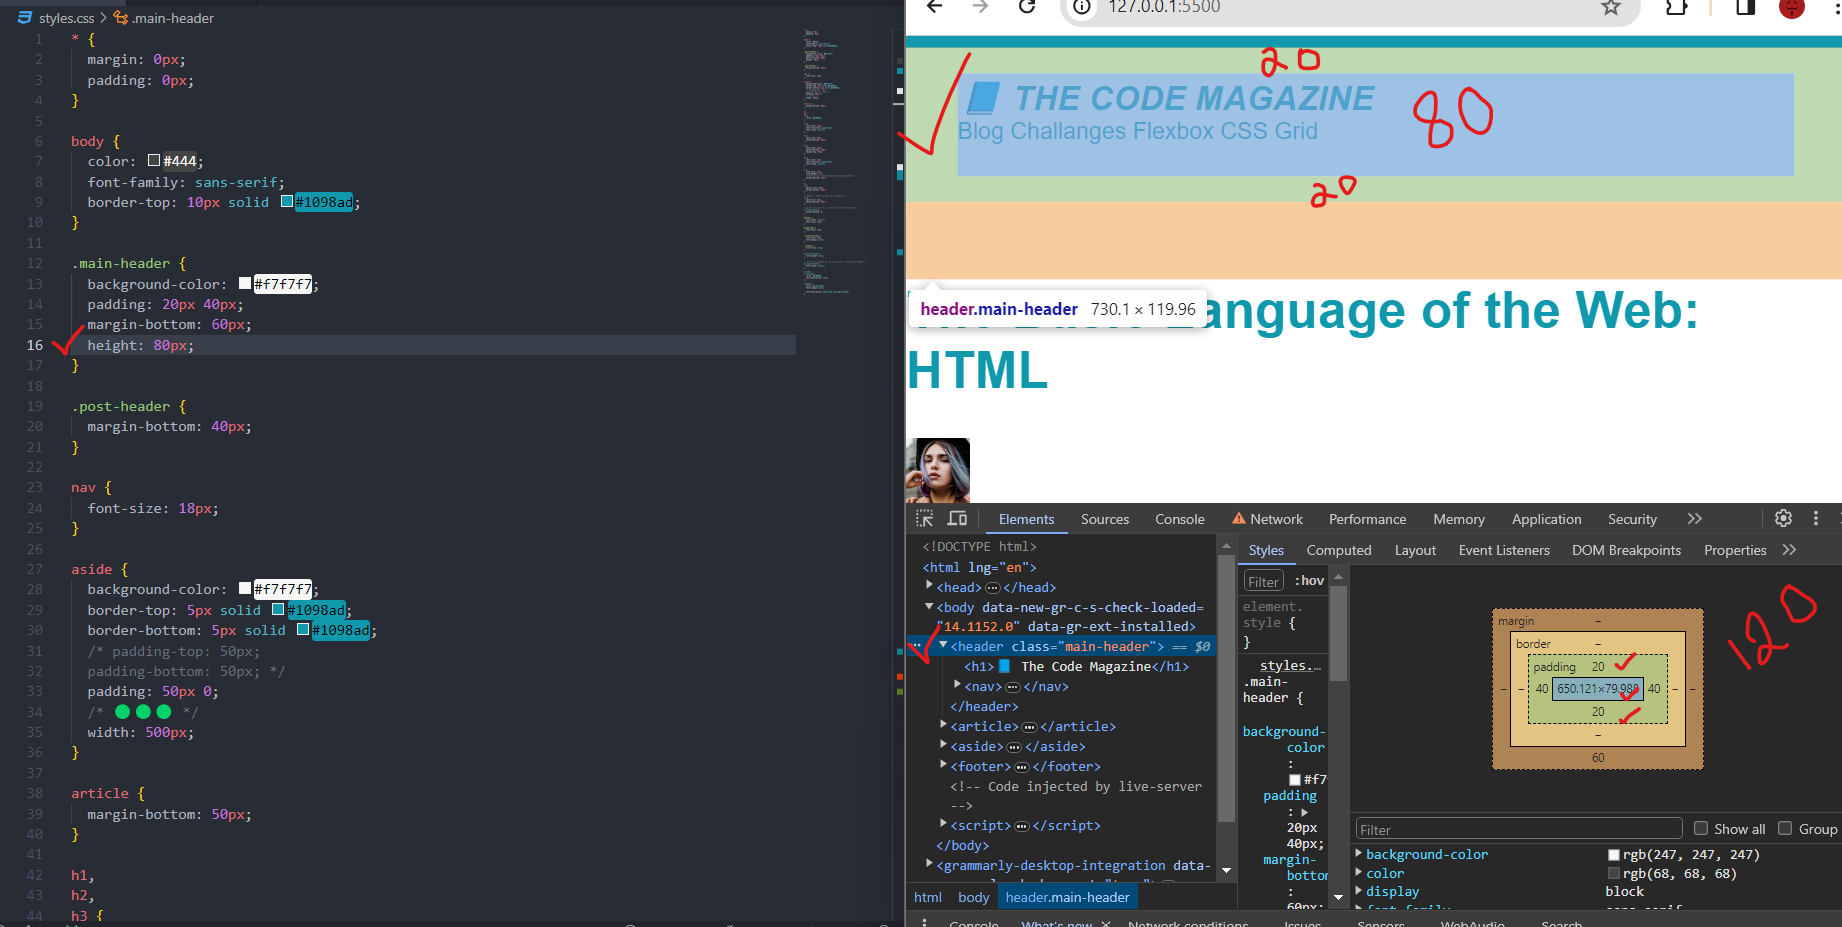 styles.css > .main-header
1 * {
2 margin: 0px;
3 padding: 0px;
4 }
5
6 body {
7 color: #444;
8 font-family: sans-serif;
9 border-top: 10px solid #1098ad;
10 }
11
12 .main-header {
13 background-color: #f7f7f7;
14 padding: 20px 40px;
15 margin-bottom: 60px;
16 height: 80px;
17 }
18
19 .post-header {
20 margin-bottom: 40px;
21 }
22
23 nav {
24 font-size: 18px;
25 }
26
27 aside {
28 background-color: #f7f7f7;
29 border-top: 5px solid #1098ad;
30 border-bottom: 5px solid #1098ad;
31 /* padding-top: 50px;
32 padding-bottom: 50px; */
33 padding: 50px 0;
34 /* 🟢🟢🟢 */
35 width: 500px;
36 }
37
38 article {
39 margin-bottom: 50px;
40 }
41
42 h1,
43 h2,
44 h3 {
127.0.0.1:5500
20
📘 THE CODE MAGAZINE
80
Blog Challanges Flexbox CSS Grid
20
header.main-header 730.1 × 119.96
Language of the Web:
HTML
Elements Sources Console Network Performance Memory Application Security
<!DOCTYPE html>
<html lng="en">
<head> ••• </head>
<body data-new-gr-c-s-check-loaded=
"14.1152.0" data-gr-ext-installed>
••• <header class="main-header"> == $0
<h1>📘 The Code Magazine</h1>
<nav> ••• </nav>
</header>
<article> ••• </article>
<aside> ••• </aside>
<footer> ••• </footer>
<!-- Code injected by live-server
-->
<script> ••• </script>
</body>
<grammarly-desktop-integration data-
html body header.main-header
Styles Computed Layout Event Listeners DOM Breakpoints Properties
Filter :hov
element.
style {
}
styles.…
.main-
header {
background-
color
:
#f7
padding
:
20px
40px;
margin-
bottom
:
60px;
120
margin –
border –
padding 20
– – 40 650.121×79.988 40 – –
20
–
60
Filter Show all Group
background-color rgb(247, 247, 247)
color rgb(68, 68, 68)
display block
font-family sans-serif
Console What's new × Network conditions Issues Sensors WebAudio Search